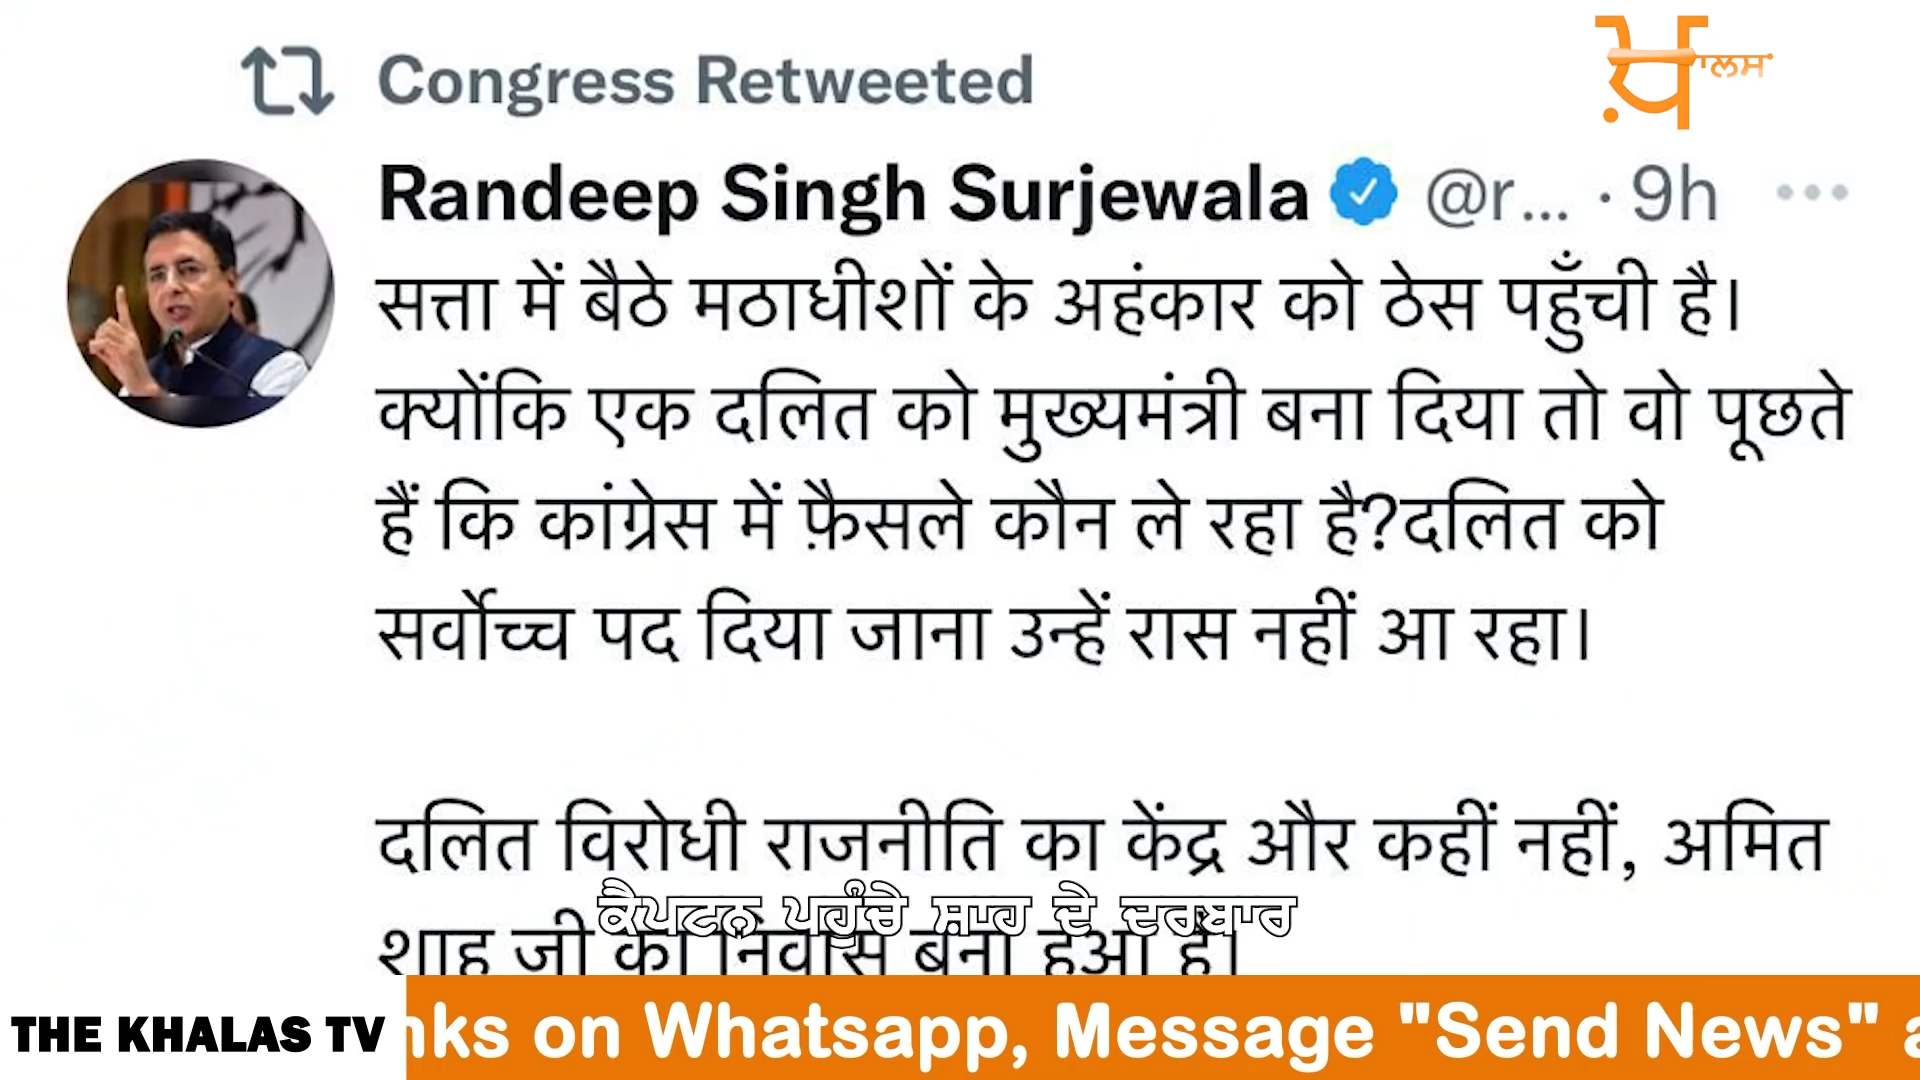 ਖ਼ਾਲਸ
Congress Retweeted
Randeep Singh Surjewala @r... · 9h
सत्ता में बैठे मठाधीशों के अहंकार को ठेस पहुँची है।
क्योंकि एक दलित को मुख्यमंत्री बना दिया तो वो पूछते
हैं कि कांग्रेस में फ़ैसले कौन ले रहा है?दलित को
सर्वोच्च पद दिया जाना उन्हें रास नहीं आ रहा।
दलित विरोधी राजनीति का केंद्र और कहीं नहीं, अमित
शाह जी का निवास बना हुआ है।
ਕੈਪਟਨ ਪਹੁੰਚੇ ਸ਼ਾਹ ਦੇ ਦਰਬਾਰ
THE KHALAS TV nks on Whatsapp, Message "Send News" a